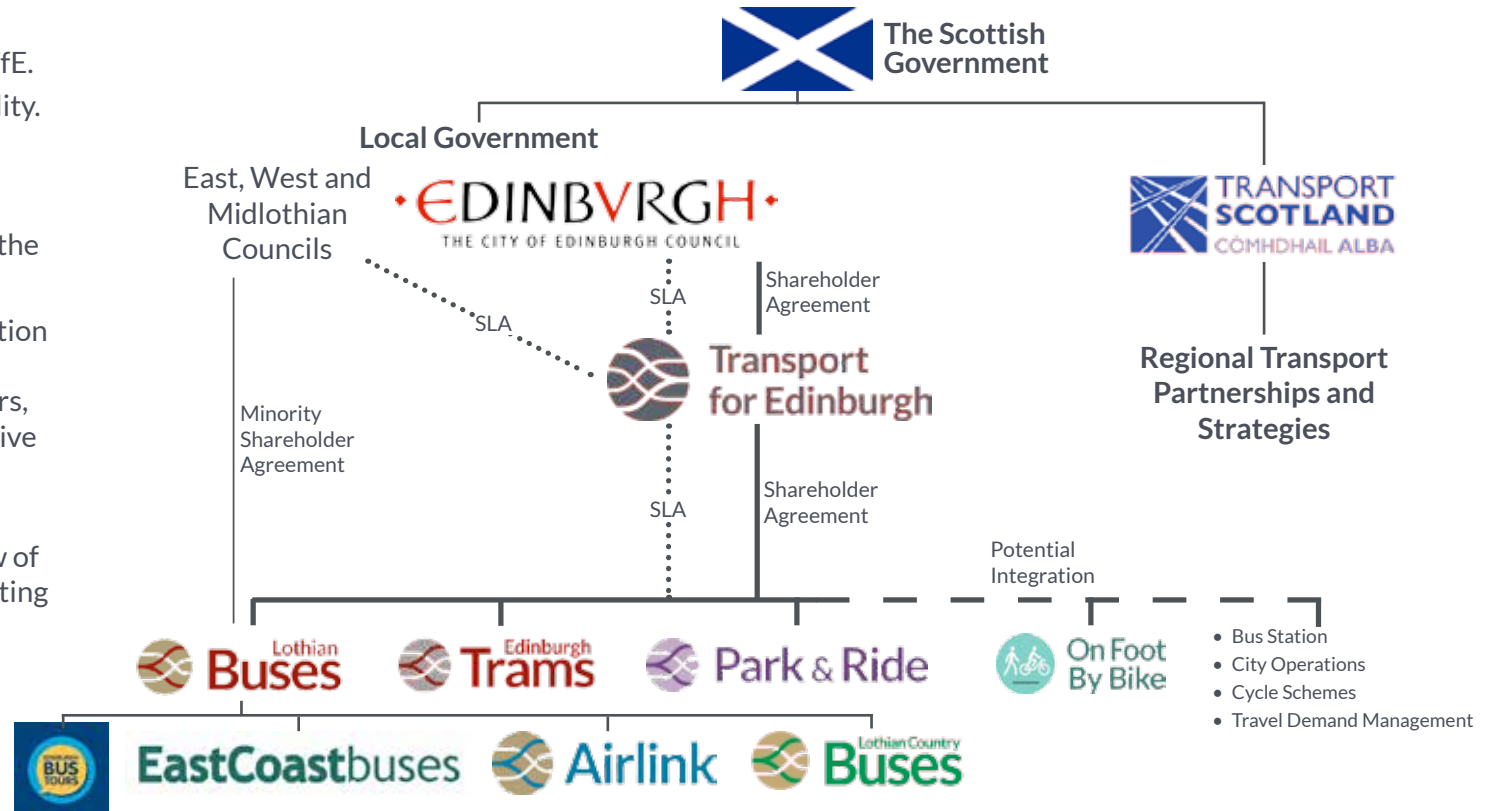 fE.
lity.
the
tion
rs,
ive
v of
ting
The Scottish
Government
Local Government
East, West and
Midlothian
Councils
EDINBVRGH
THE CITY OF EDINBURGH COUNCIL
TRANSPORT
SCOTLAND
CÒMHDHAIL ALBA
SLA
Shareholder
Agreement
SLA
Transport
for Edinburgh
Regional Transport
Partnerships and
Strategies
Minority
Shareholder
Agreement
SLA
Shareholder
Agreement
Potential
Integration
Lothian
Buses
Edinburgh
Trams
Park & Ride
On Foot
By Bike
• Bus Station
• City Operations
• Cycle Schemes
• Travel Demand Management
BUS
TOURS
EastCoastbuses
Airlink
Lothian Country
Buses